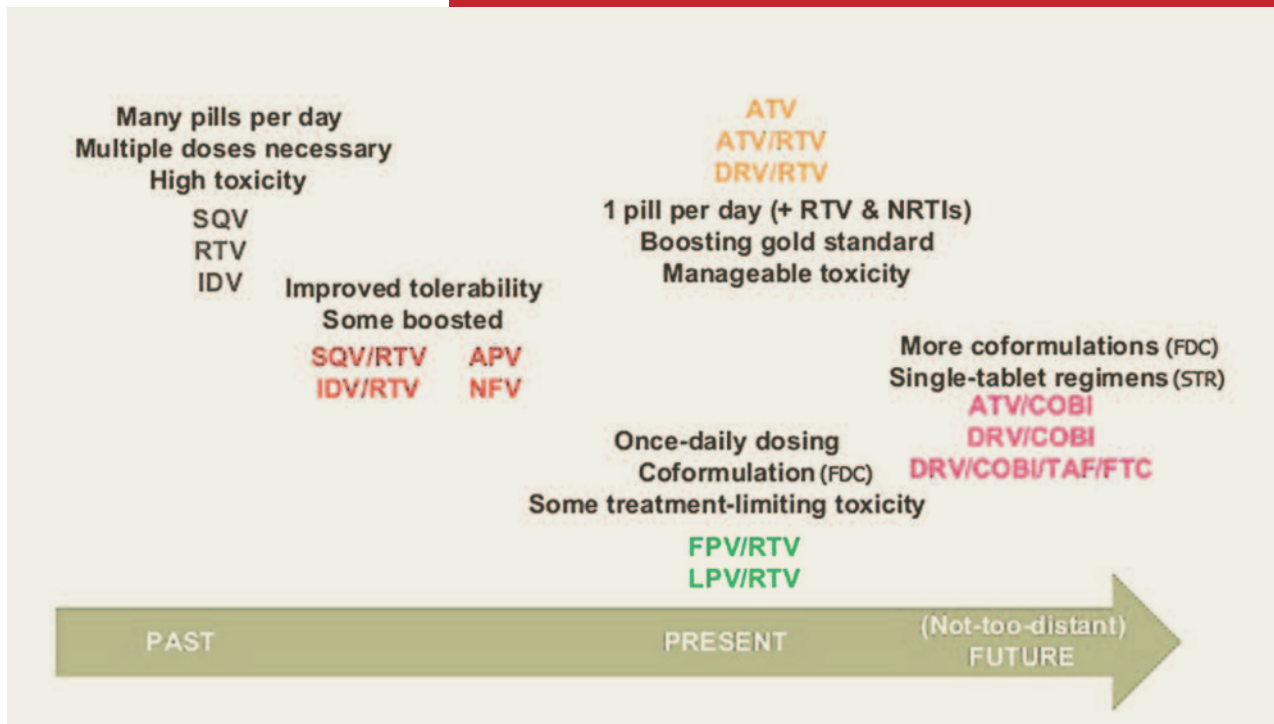 Many pills per day
Multiple doses necessary
High toxicity
SQV
RTV
IDV
Improved tolerability
Some boosted
SQV/RTV APV
IDV/RTV NFV
ATV
ATV/RTV
DRV/RTV
1 pill per day (+ RTV & NRTIs)
Boosting gold standard
Manageable toxicity
Once-daily dosing
Coformulation (FDC)
Some treatment-limiting toxicity
FPV/RTV
LPV/RTV
More coformulations (FDC)
Single-tablet regimens (STR)
ATV/COBI
DRV/COBI
DRV/COBI/TAF/FTC
PAST
PRESENT
(Not-too-distant)
FUTURE